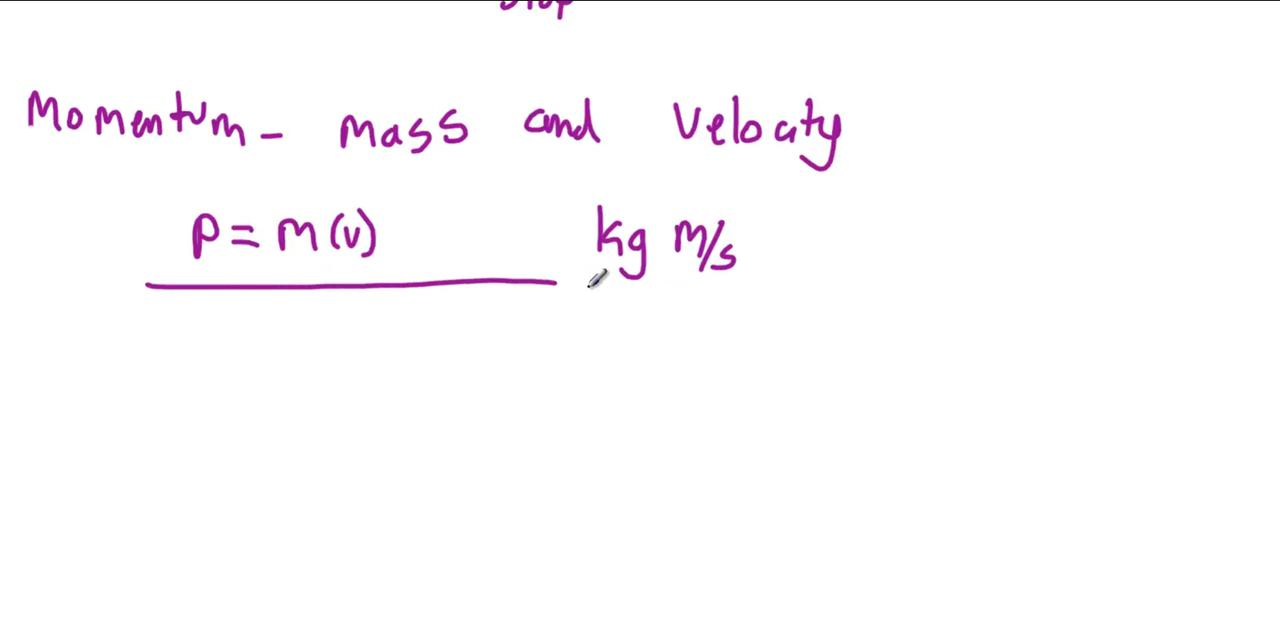 Momentum - mass and velocity
P = m(v) kg m/s